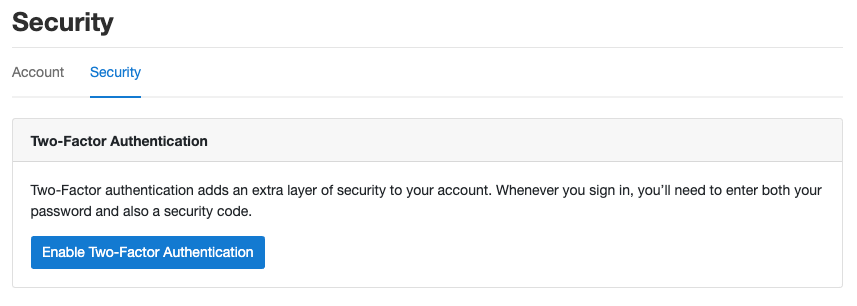 Security
Account Security
Two-Factor Authentication
Two-Factor authentication adds an extra layer of security to your account. Whenever you sign in, you’ll need to enter both your
password and also a security code.
Enable Two-Factor Authentication